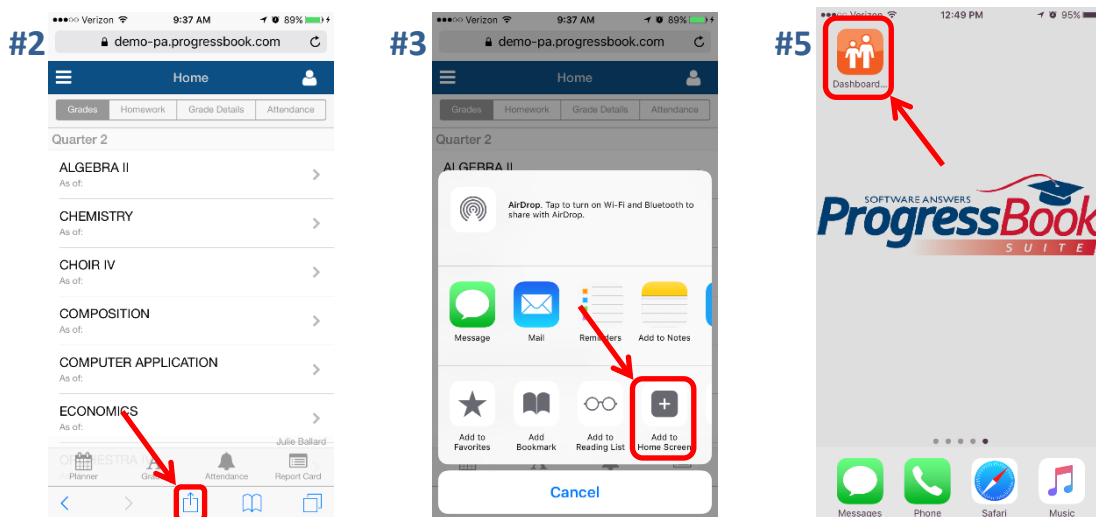 #2
Verizon 9:37 AM 89%
demo-pa.progressbook.com
Home
Grades Homework Grade Details Attendance
Quarter 2
ALGEBRA II
As of:
CHEMISTRY
As of:
CHOIR IV
As of:
COMPOSITION
As of:
COMPUTER APPLICATION
As of:
ECONOMICS
As of:
Julie Ballard
Planner Attendance Report Card
#3
Verizon 9:37 AM 89%
demo-pa.progressbook.com
Home
Grades Homework Grade Details Attendance
Quarter 2
ALGEBRA II
AirDrop. Tap to turn on Wi-Fi and Bluetooth to
share with AirDrop.
Message Mail Reminders Add to Notes
Add to Favorites
Add Bookmark
Add to Reading List
Add to Home Screen
Cancel
#5
Verizon 12:49 PM 95%
Dashboard...
SOFTWARE ANSWERS
ProgressBook
SUITE
Messages Phone Safari Music